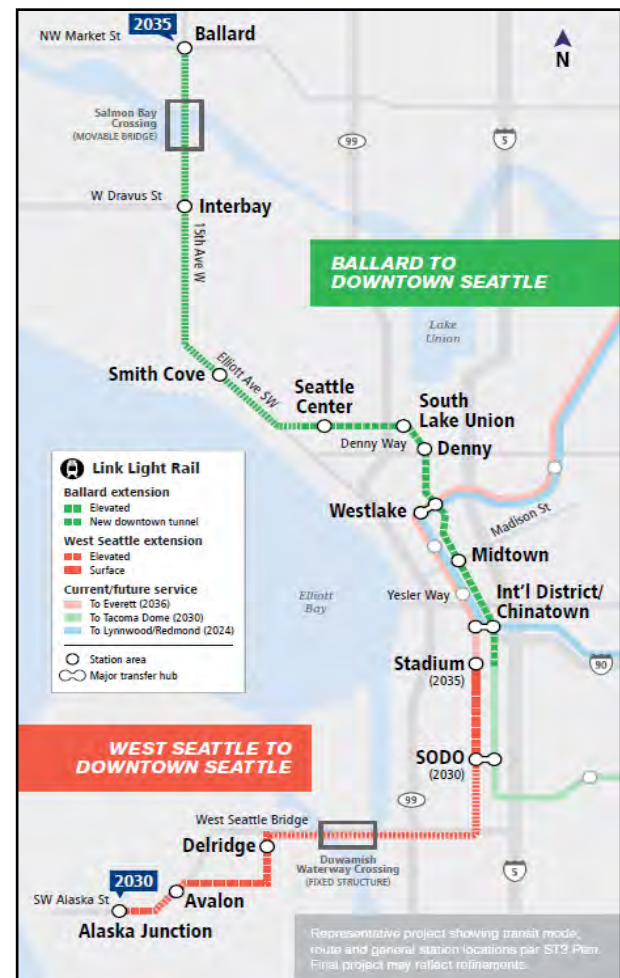 2035
NW Market St
Ballard
N
Salmon Bay
Crossing
(MOVABLE BRIDGE)
99
5
W Dravus St
Interbay
15th Ave W
BALLARD TO
DOWNTOWN SEATTLE
Lake
Union
Smith Cove
Elliott Ave SW
Seattle
Center
South
Lake Union
Denny Way
Denny
Link Light Rail
Ballard extension
Elevated
New downtown tunnel
West Seattle extension
Elevated
Surface
Current/future service
To Everett (2036)
To Tacoma Dome (2030)
To Lynnwood/Redmond (2024)
Station area
Major transfer hub
Westlake
Madison St
Midtown
Elliott
Bay
Yesler Way
Int'l District/
Chinatown
Stadium
(2035)
90
WEST SEATTLE TO
DOWNTOWN SEATTLE
SODO
(2030)
99
West Seattle Bridge
Delridge
Duwamish
Waterway Crossing
(FIXED STRUCTURE)
5
2030
SW Alaska St
Avalon
Alaska Junction
Representative project showing transit mode,
route and general station locations per ST3 Plan.
Final project may reflect refinements.